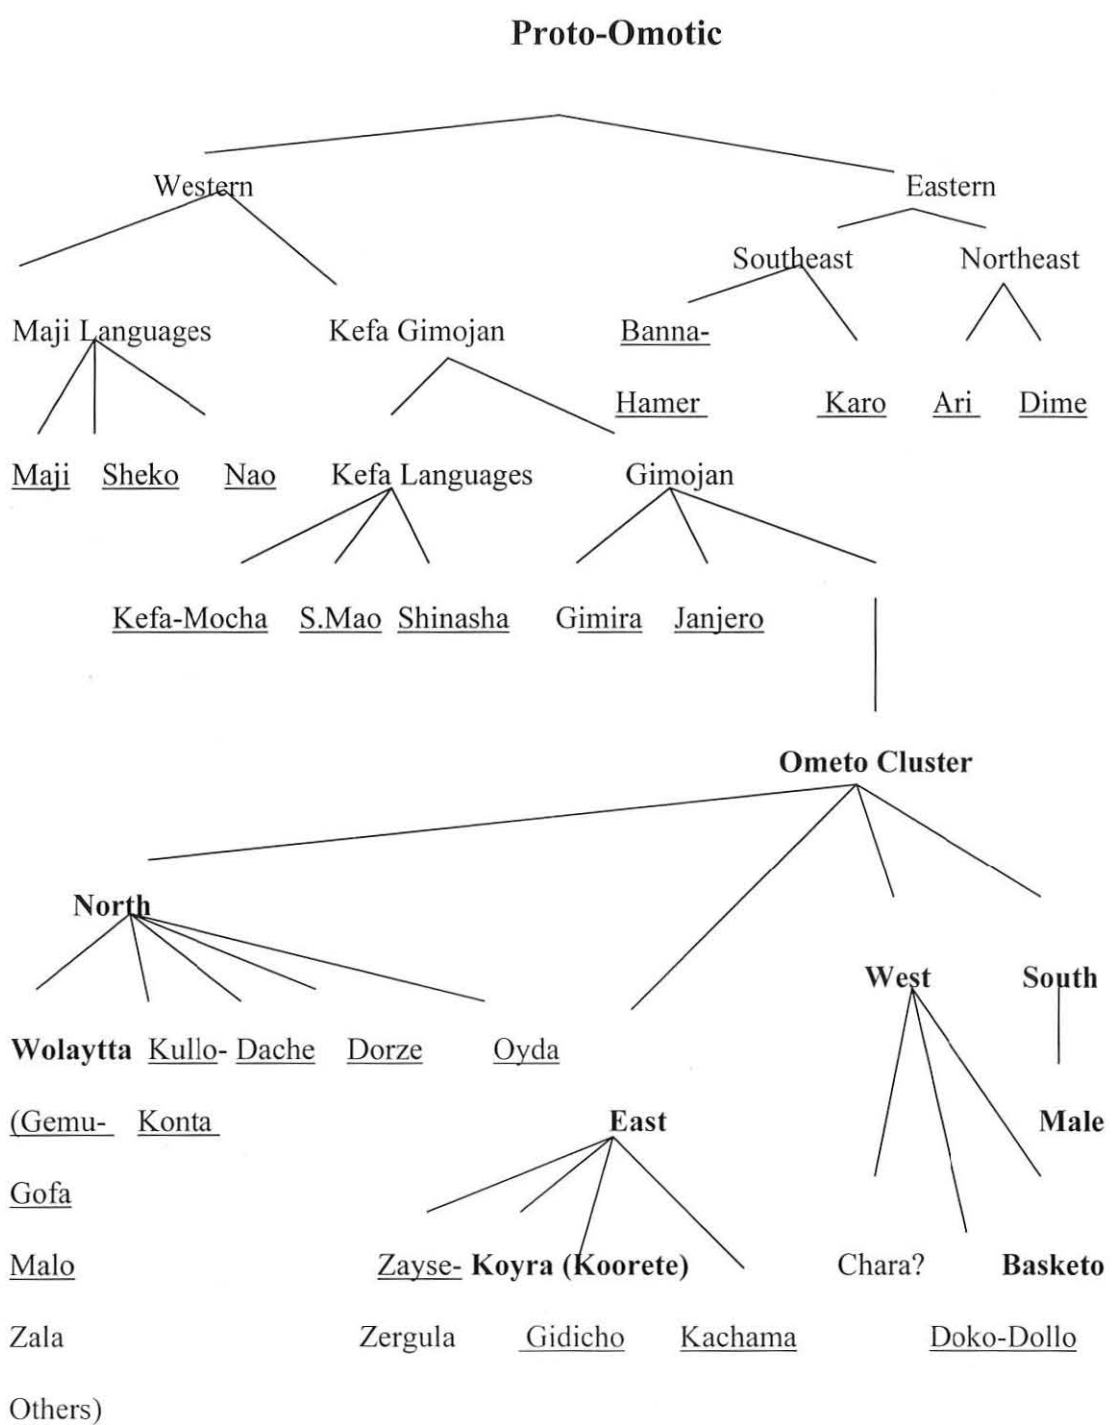 Proto-Omotic
Western Eastern
Southeast Northeast
Maji Languages Kefa Gimojan Banna-
Hamer Karo Ari Dime
Maji Sheko Nao Kefa Languages Gimojan
Kefa-Mocha S.Mao Shinasha Gimira Janjero
Ometo Cluster
North
West South
Wolaytta Kullo- Dache Dorze Oyda
(Gemu- Konta East Male
Gofa
Malo Zayse- Koyra (Koorete) Chara? Basketo
Zala Zergula Gidicho Kachama Doko-Dollo
Others)